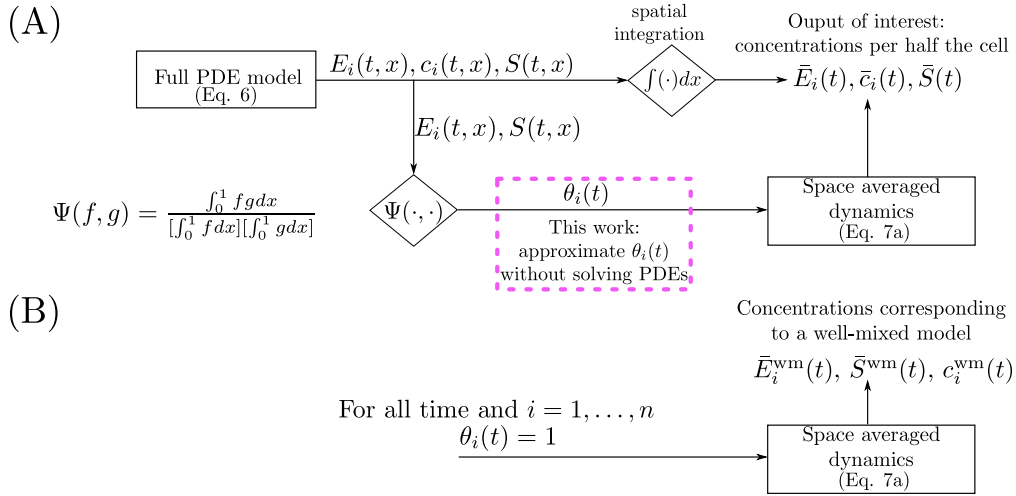 (A)
Full PDE model
(Eq. 6)
E_i(t, x), c_i(t, x), S(t, x)
spatial
integration
∫(·)dx
Ouput of interest:
concentrations per half the cell
Ē_i(t), c̄_i(t), S̄(t)
E_i(t, x), S(t, x)
Ψ(f, g) = \frac{∫_0^1 fgdx}{[∫_0^1 fdx][∫_0^1 gdx]}
Ψ(·, ·)
θ_i(t)
This work:
approximate θ_i(t)
without solving PDEs
Space averaged
dynamics
(Eq. 7a)
(B)
Concentrations corresponding
to a well-mixed model
Ē_i^{wm}(t), S̄^{wm}(t), c_i^{wm}(t)
For all time and i = 1, . . . , n
θ_i(t) = 1
Space averaged
dynamics
(Eq. 7a)